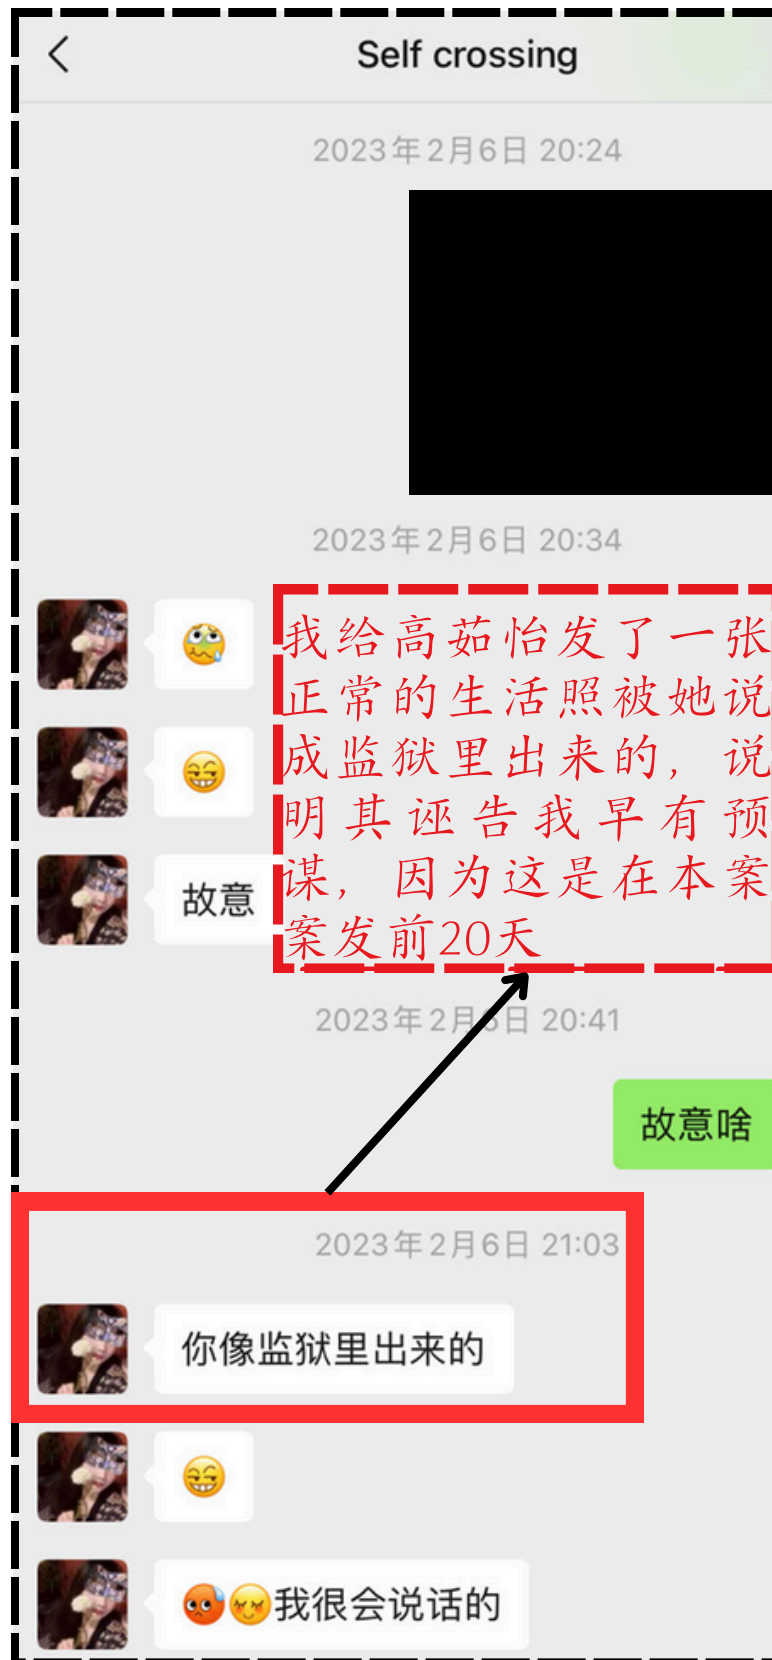 Self crossing
2023年2月6日 20:24
2023年2月6日 20:34
我给高茹怡发了一张
正常的生活照被她说
成监狱里出来的，说
明其诬告我早有预
谋，因为这是在本案
案发前20天
故意
2023年2月6日 20:41
故意啥
2023年2月6日 21:03
你像监狱里出来的
我很会说话的